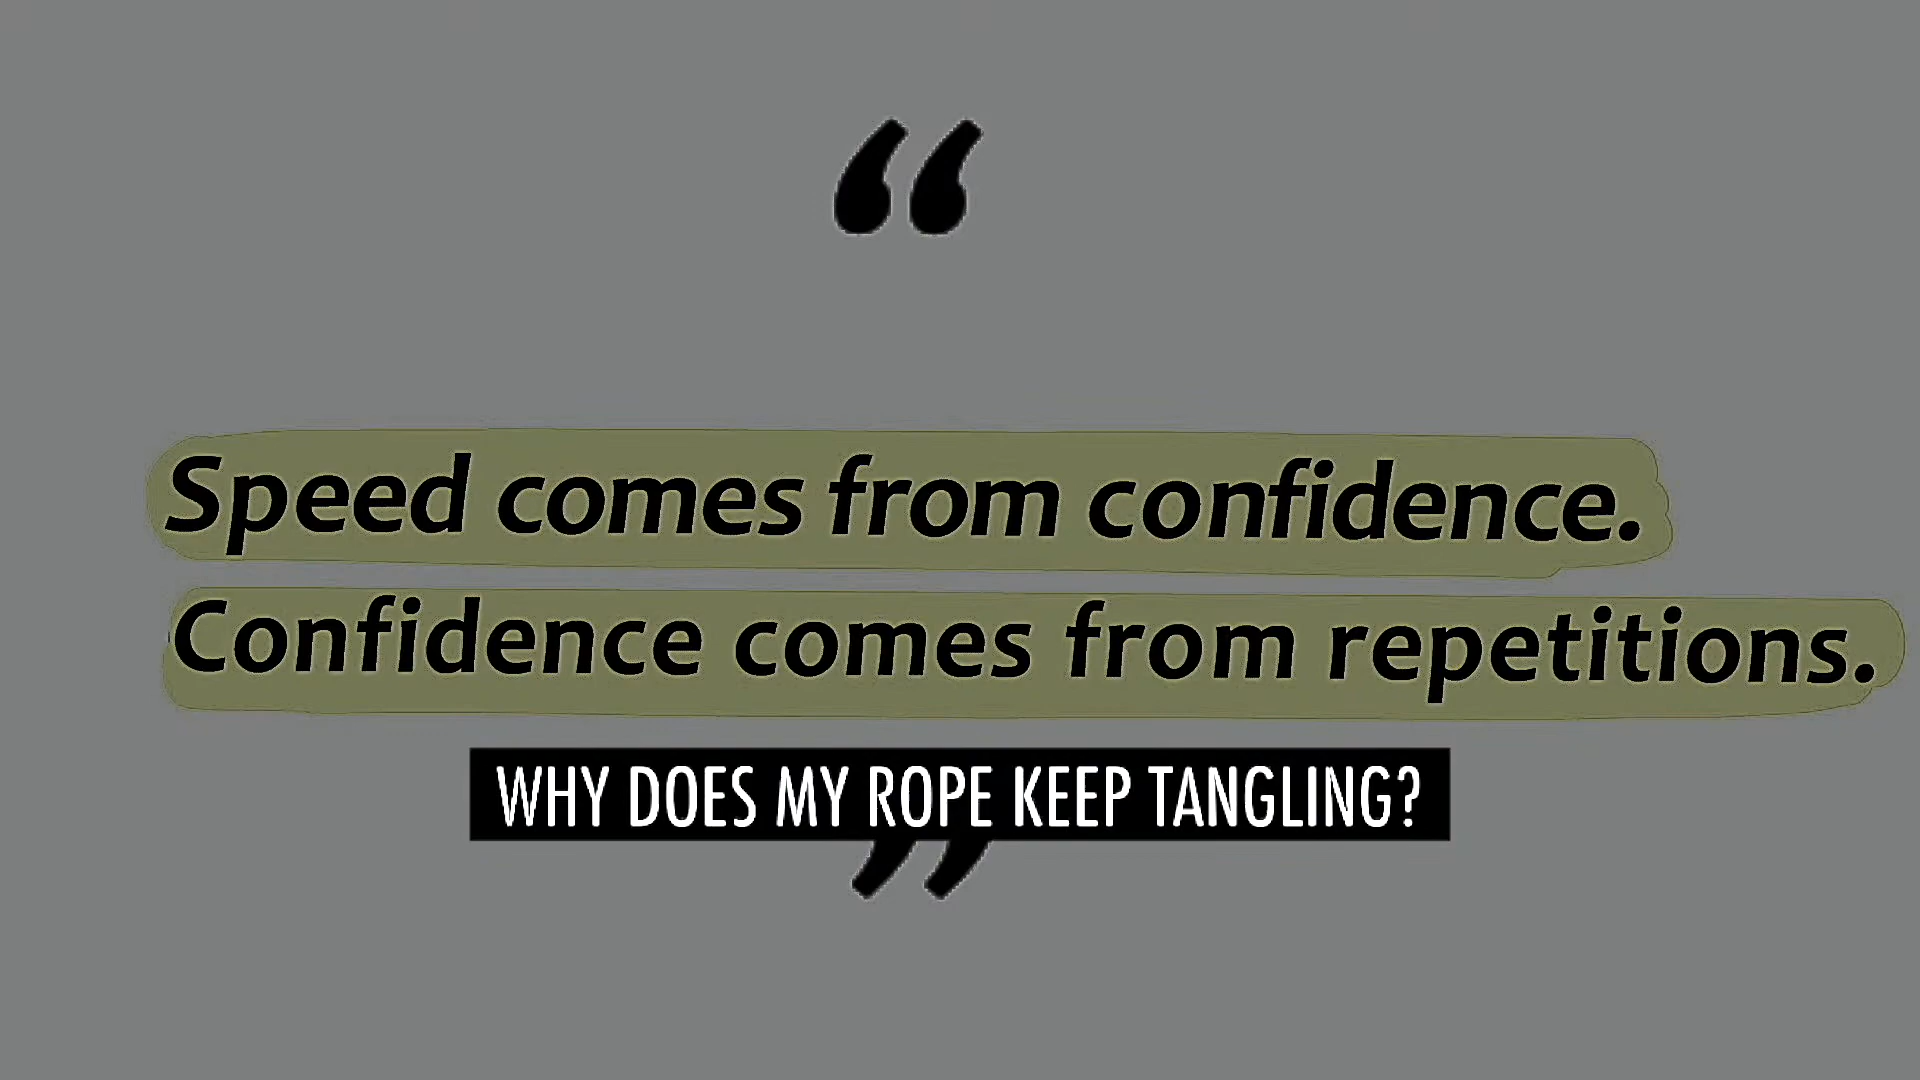 “
Speed comes from confidence.
Confidence comes from repetitions.
WHY DOES MY ROPE KEEP TANGLING?
”